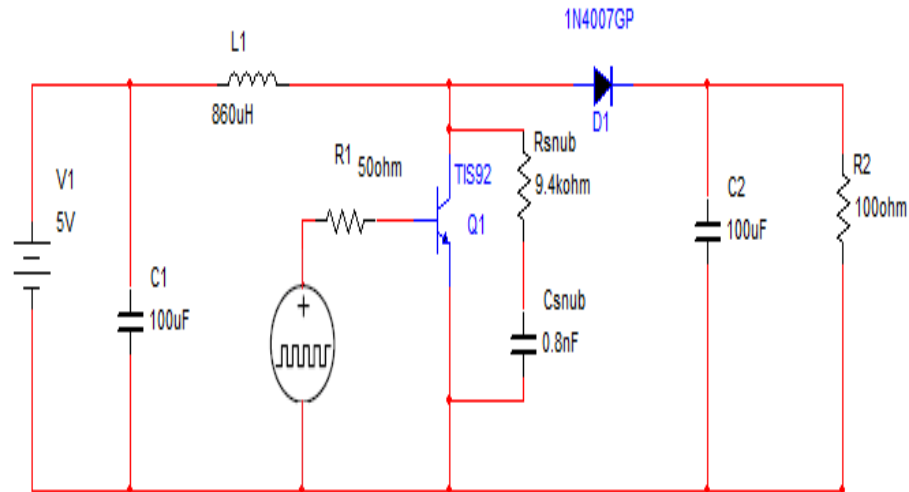 1N4007GP
L1
860uH
D1
R1
50ohm
TIS92
Q1
Rsnub
9.4kohm
V1
5V
C1
100uF
Csnub
0.8nF
C2
100uF
R2
100ohm
+